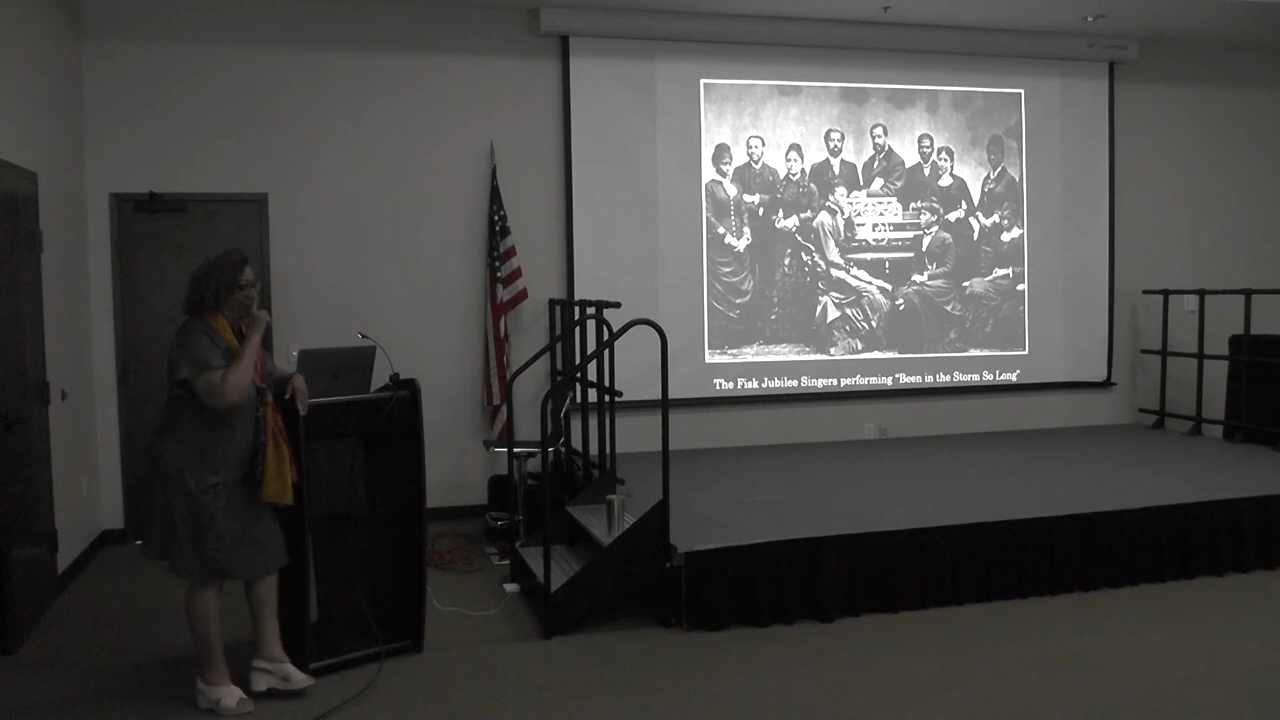 The Fisk Jubilee Singers performing "Been in the Storm So Long"